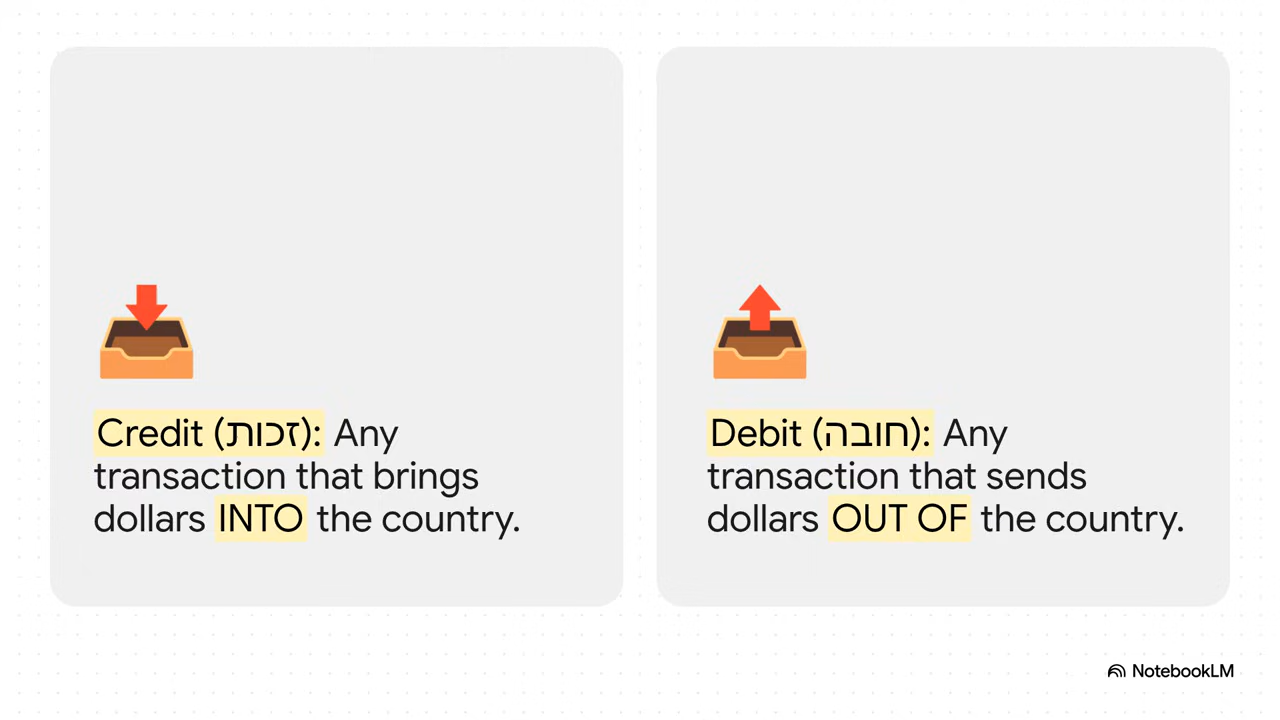 Credit (זכות): Any
transaction that brings
dollars INTO the country.
Debit (חובה): Any
transaction that sends
dollars OUT OF the country.
NotebookLM